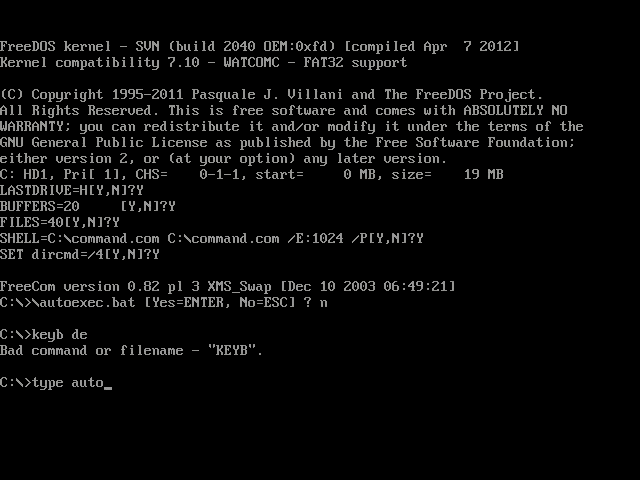 FreeDOS kernel - SVN (build 2040 OEM:0xfd) [compiled Apr  7 2012]
Kernel compatibility 7.10 - WATCOMC - FAT32 support
(C) Copyright 1995-2011 Pasquale J. Villani and The FreeDOS Project.
All Rights Reserved. This is free software and comes with ABSOLUTELY NO
WARRANTY; you can redistribute it and/or modify it under the terms of the
GNU General Public License as published by the Free Software Foundation;
either version 2, or (at your option) any later version.
C: HD1, Pri[ 1], CHS=    0-1-1, start=     0 MB, size=    19 MB
LASTDRIVE=H[Y,N]?Y
BUFFERS=20     [Y,N]?Y
FILES=40[Y,N]?Y
SHELL=C:\command.com C:\command.com /E:1024 /P[Y,N]?Y
SET dircmd=/4[Y,N]?Y
FreeCom version 0.82 pl 3 XMS_Swap [Dec 10 2003 06:49:21]
C:\>\autoexec.bat [Yes=ENTER, No=ESC] ? n
C:\>keyb de
Bad command or filename - "KEYB".
C:\>type auto_